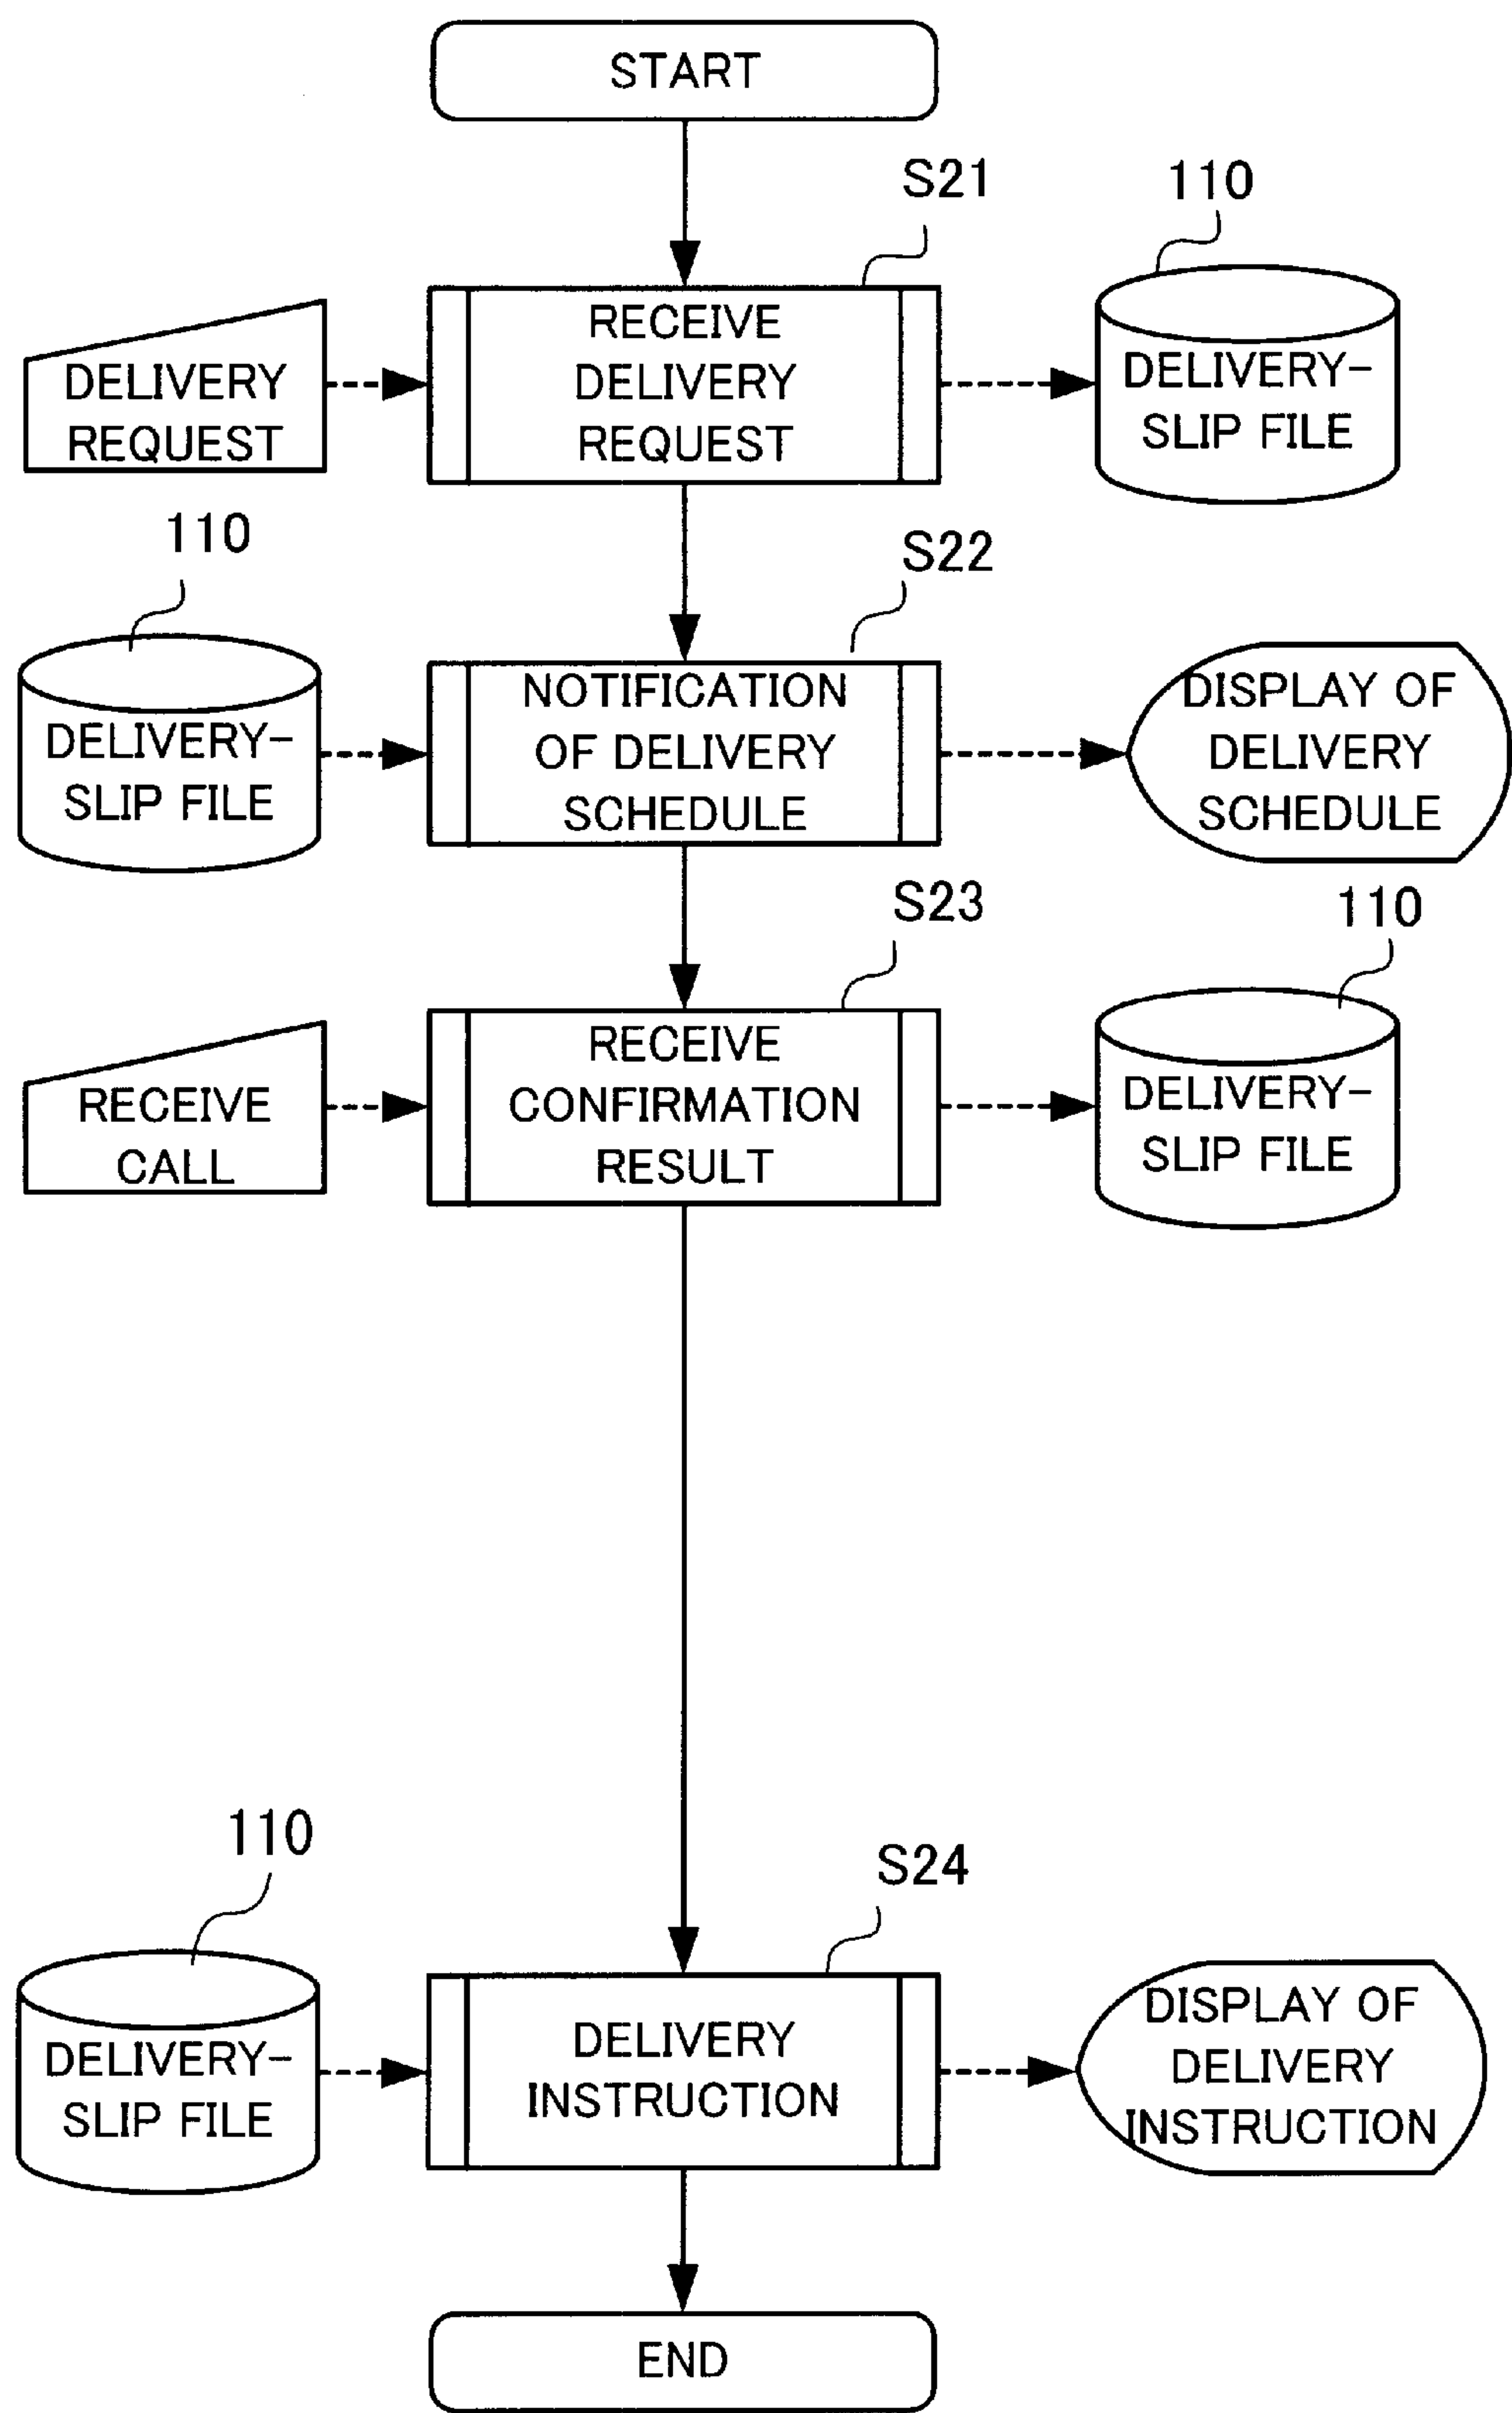 START
S21
110
DELIVERY
REQUEST
RECEIVE
DELIVERY
REQUEST
DELIVERY-
SLIP FILE
110
S22
DELIVERY-
SLIP FILE
NOTIFICATION
OF DELIVERY
SCHEDULE
DISPLAY OF
DELIVERY
SCHEDULE
S23
110
RECEIVE
CALL
RECEIVE
CONFIRMATION
RESULT
DELIVERY-
SLIP FILE
110
S24
DELIVERY-
SLIP FILE
DELIVERY
INSTRUCTION
DISPLAY OF
DELIVERY
INSTRUCTION
END